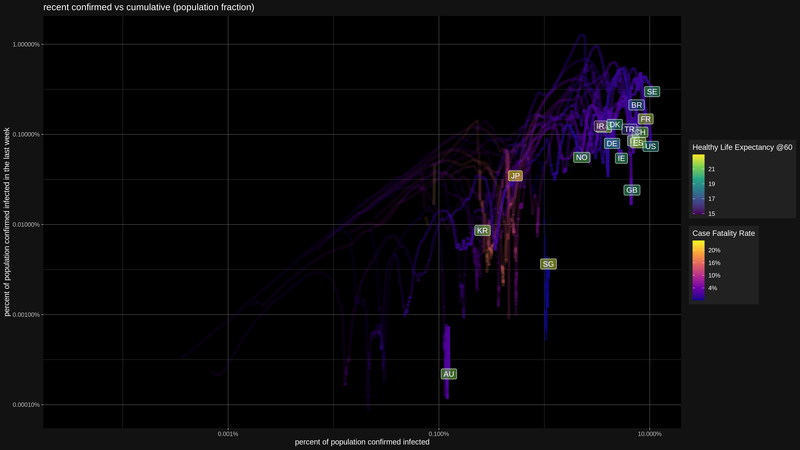 recent confirmed vs cumulative (population fraction)
percent of population confirmed infected in the last week
1.00000%
0.10000%
0.01000%
0.00100%
0.00010%
SE
BR
FR
IR
DK
TR
CH
ES
US
DE
NO
IE
GB
JP
KR
SG
AU
0.001%
0.100%
10.000%
percent of population confirmed infected
Healthy Life Expectancy @60
21
19
17
15
Case Fatality Rate
20%
16%
10%
4%